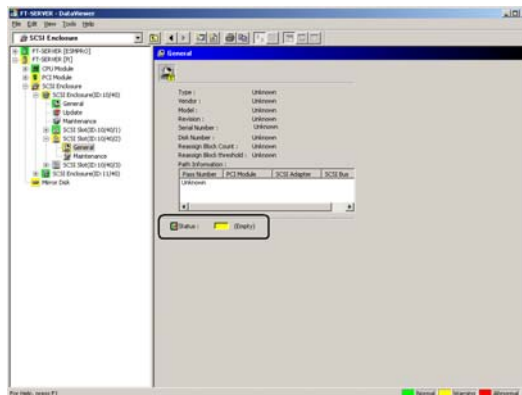 FT-SERVER - DataViewer
File Edit View Tools Help
SCSI Enclosure
FT-SERVER [ESMPRO]
FT-SERVER [ft]
CPU Module
PCI Module
SCSI Enclosure
SCSI Enclosure(ID:10/40)
General
Update
Maintenance
SCSI Slot(ID:10/40/1)
SCSI Slot(ID:10/40/2)
General
Maintenance
SCSI Slot(ID:10/40/3)
SCSI Enclosure(ID:11/40)
Mirror Disk
General
Type : Unknown
Vendor : Unknown
Model : Unknown
Revision : Unknown
Serial Number : Unknown
Disk Number : Unknown
Reassign Block Count : Unknown
Reassign Block threshold : Unknown
Path Information :
Pass Number PCI Module SCSI Adapter SCSI Bus
Unknown
Status : (Empty)
For Help, press F1
Normal Warning Abnormal